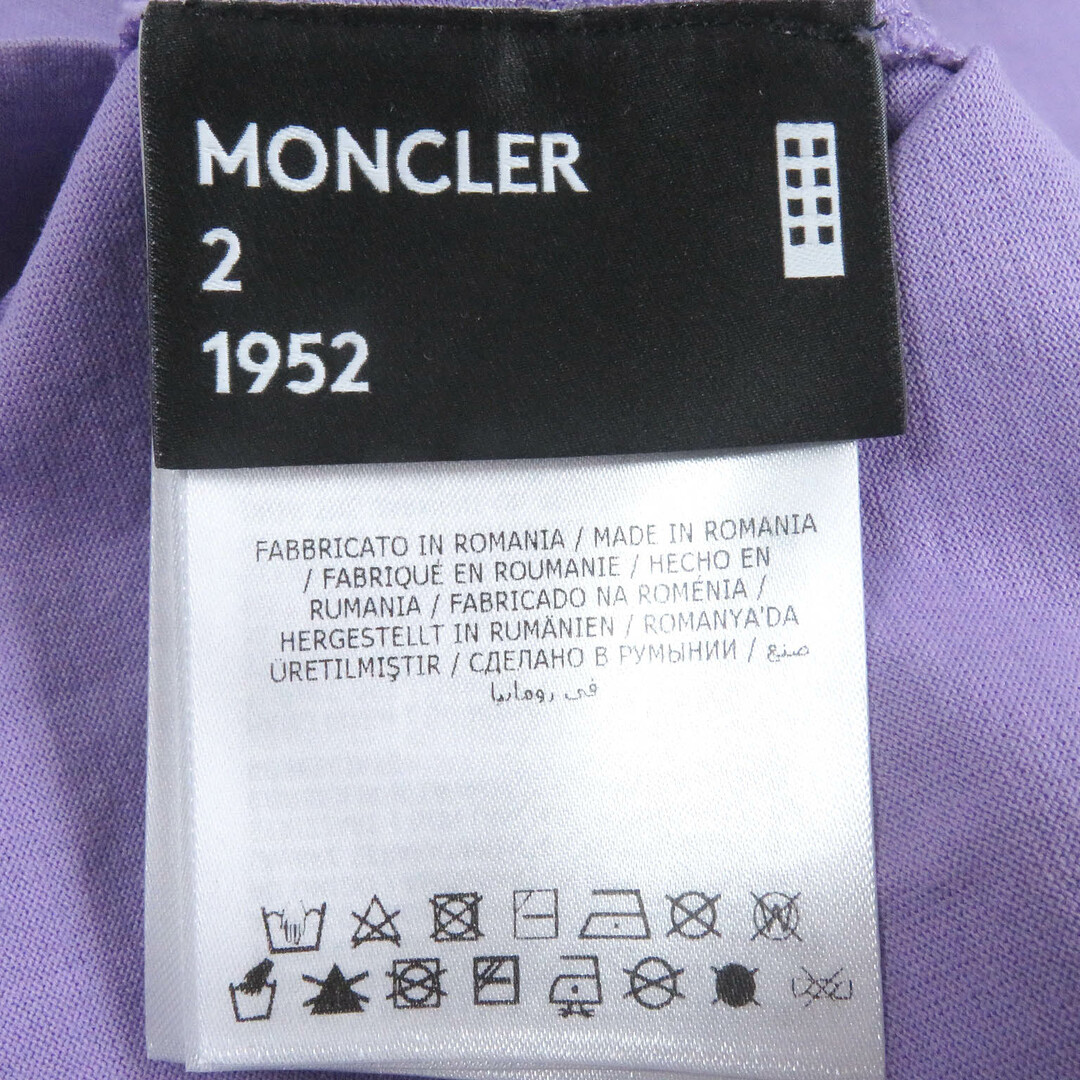 MONCLER
2
1952
FABBRICATO IN ROMANIA / MADE IN ROMANIA
/ FABRIQUÉ EN ROUMANIE / HECHO EN
RUMANIA / FABRICADO NA ROMÉNIA /
HERGESTELLT IN RUMÄNIEN / ROMANYA'DA
ÜRETILMIŞTIR / СДЕЛАНО В РУМЫНИИ / صنع
في رومانيا
W